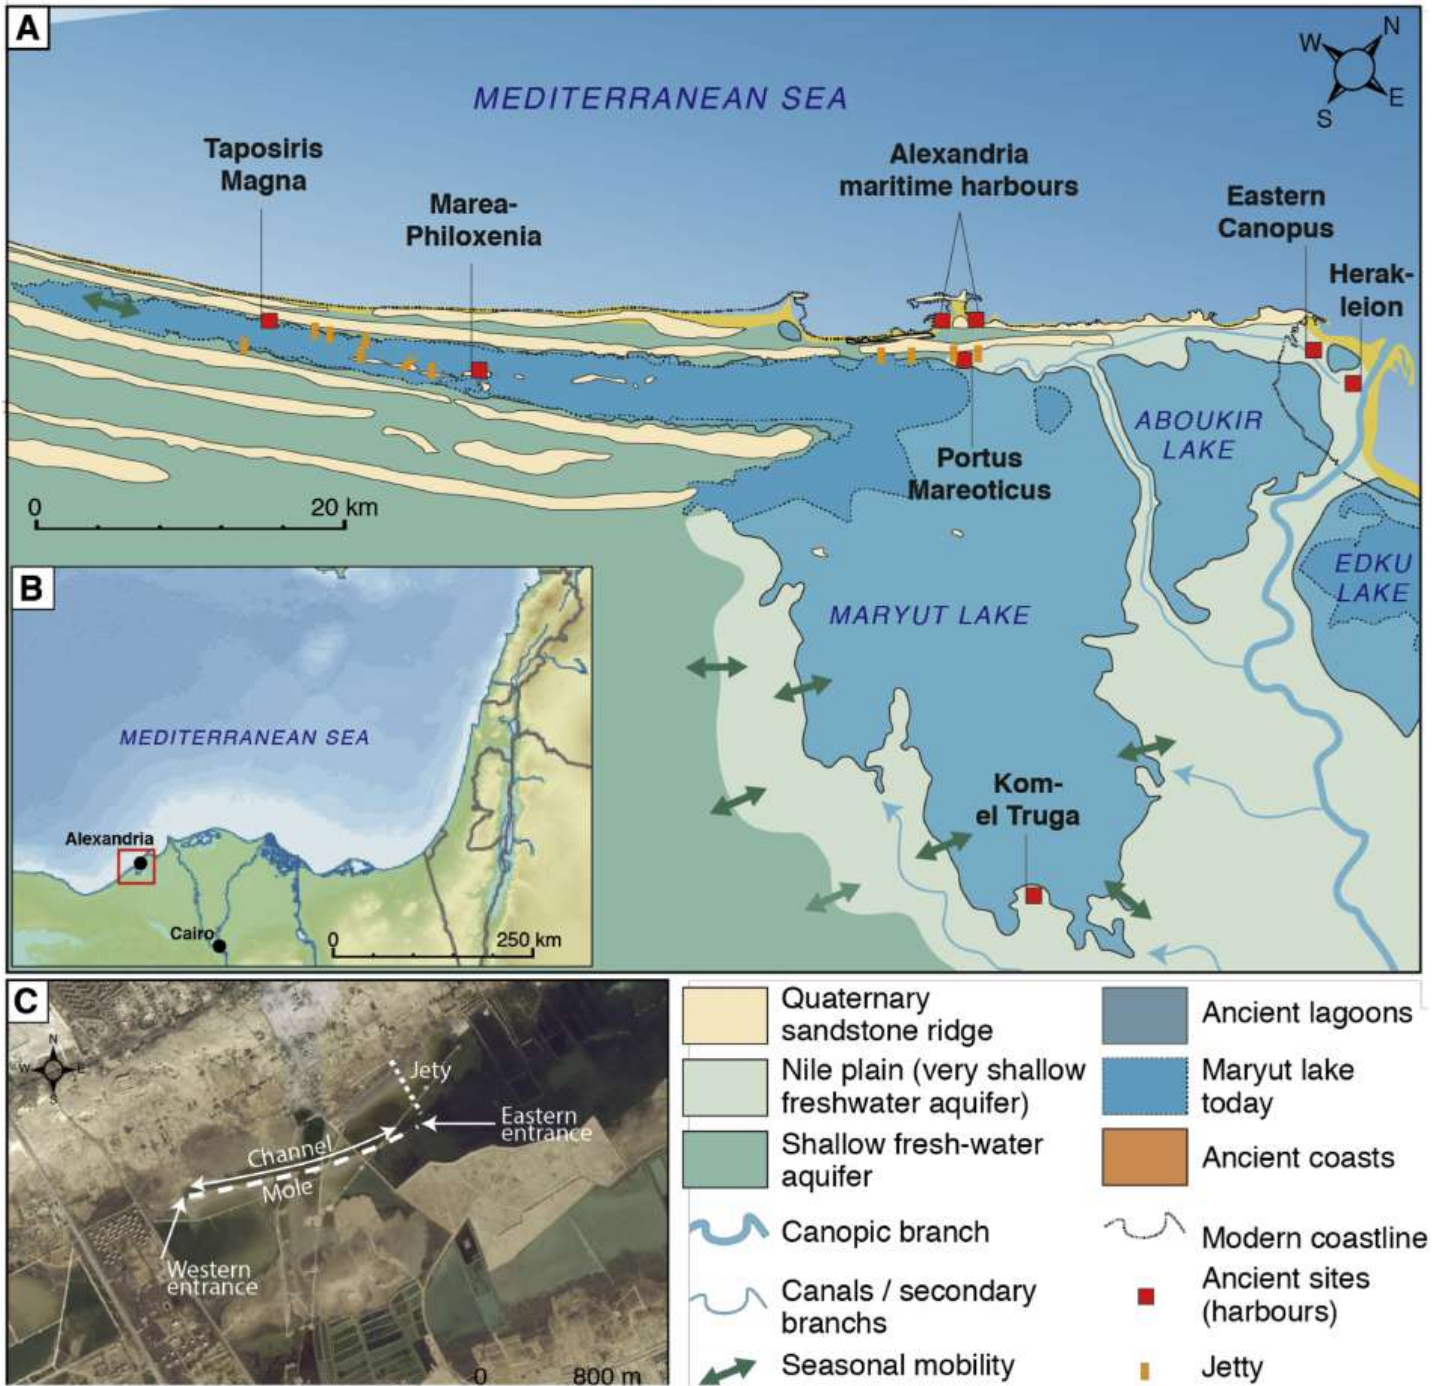 A
N
W
E
S
MEDITERRANEAN SEA
Taposiris
Magna
Marea-
Philoxenia
Alexandria
maritime harbours
Eastern
Canopus
Herak-
leion
ABOUKIR
LAKE
Portus
Mareoticus
EDKU
LAKE
MARYUT LAKE
Kom-
el Truga
0 20 km
B
MEDITERRANEAN SEA
Alexandria
Cairo
0 250 km
C
N
W
E
S
Jety
Eastern
entrance
Channel
Mole
Western
entrance
0 800 m
Quaternary
sandstone ridge
Nile plain (very shallow
freshwater aquifer)
Shallow fresh-water
aquifer
Canopic branch
Canals / secondary
branchs
Seasonal mobility
Ancient lagoons
Maryut lake
today
Ancient coasts
Modern coastline
Ancient sites
(harbours)
Jetty